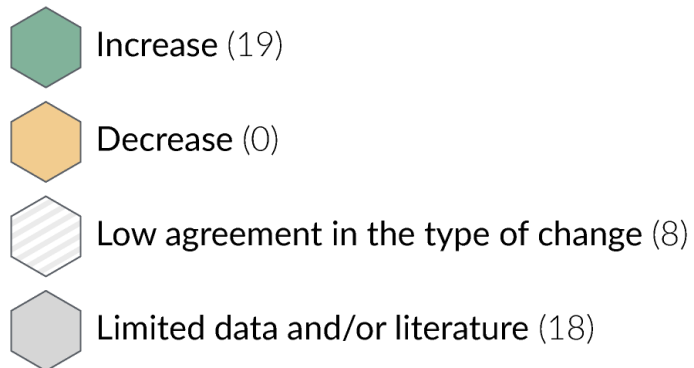 Increase (19)
Decrease (0)
Low agreement in the type of change (8)
Limited data and/or literature (18)